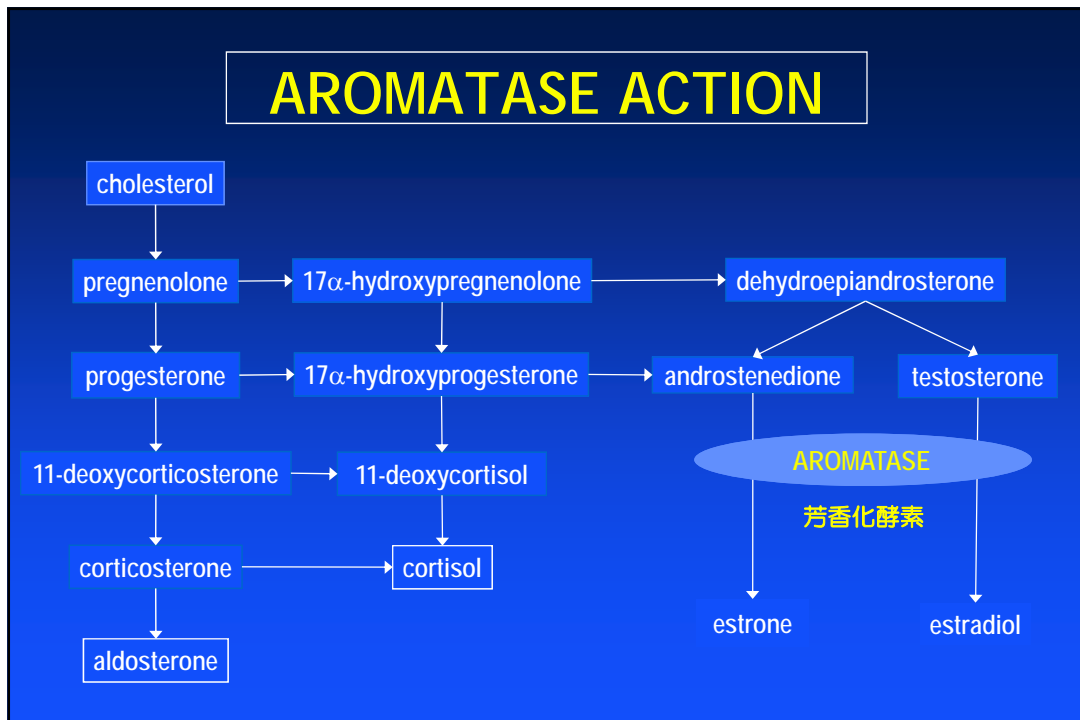 AROMATASE ACTION
cholesterol
pregnenolone
17α-hydroxypregnenolone
dehydroepiandrosterone
progesterone
17α-hydroxyprogesterone
androstenedione
testosterone
11-deoxycorticosterone
11-deoxycortisol
AROMATASE
芳香化酵素
corticosterone
cortisol
estrone
estradiol
aldosterone